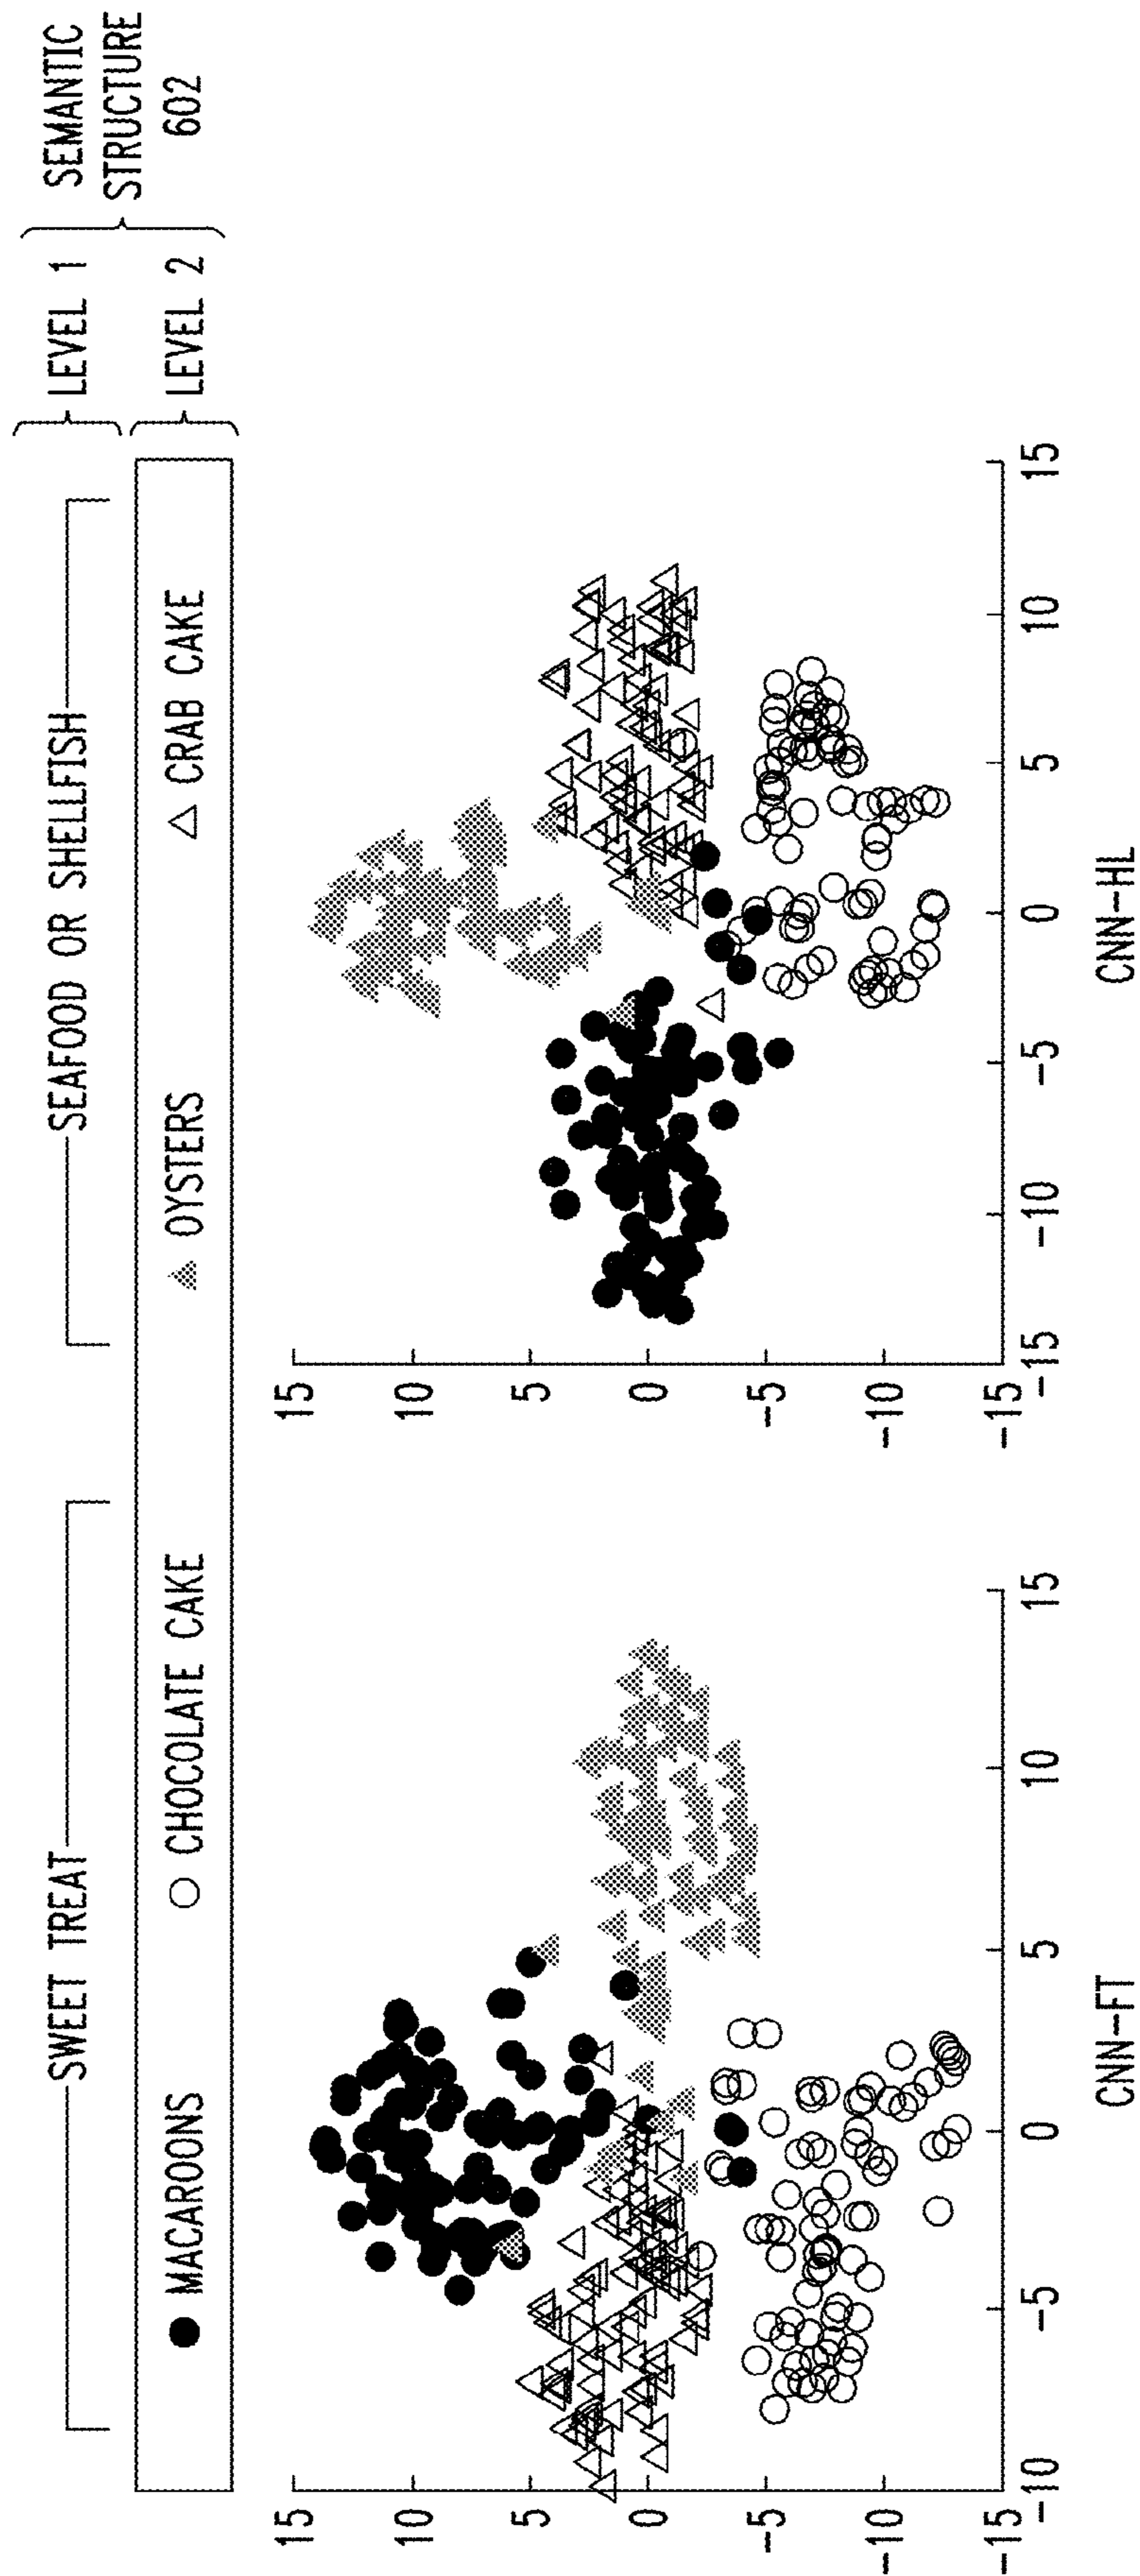 SWEET TREAT
SEAFOOD OR SHELLFISH
LEVEL 1
SEMANTIC
STRUCTURE
602
MACAROONS
CHOCOLATE CAKE
OYSTERS
CRAB CAKE
LEVEL 2
15
10
5
0
-5
-10
-15
-10
-5
0
5
10
15
CNN-FT
15
10
5
0
-5
-10
-15
-15
-10
-5
0
5
10
15
CNN-HL